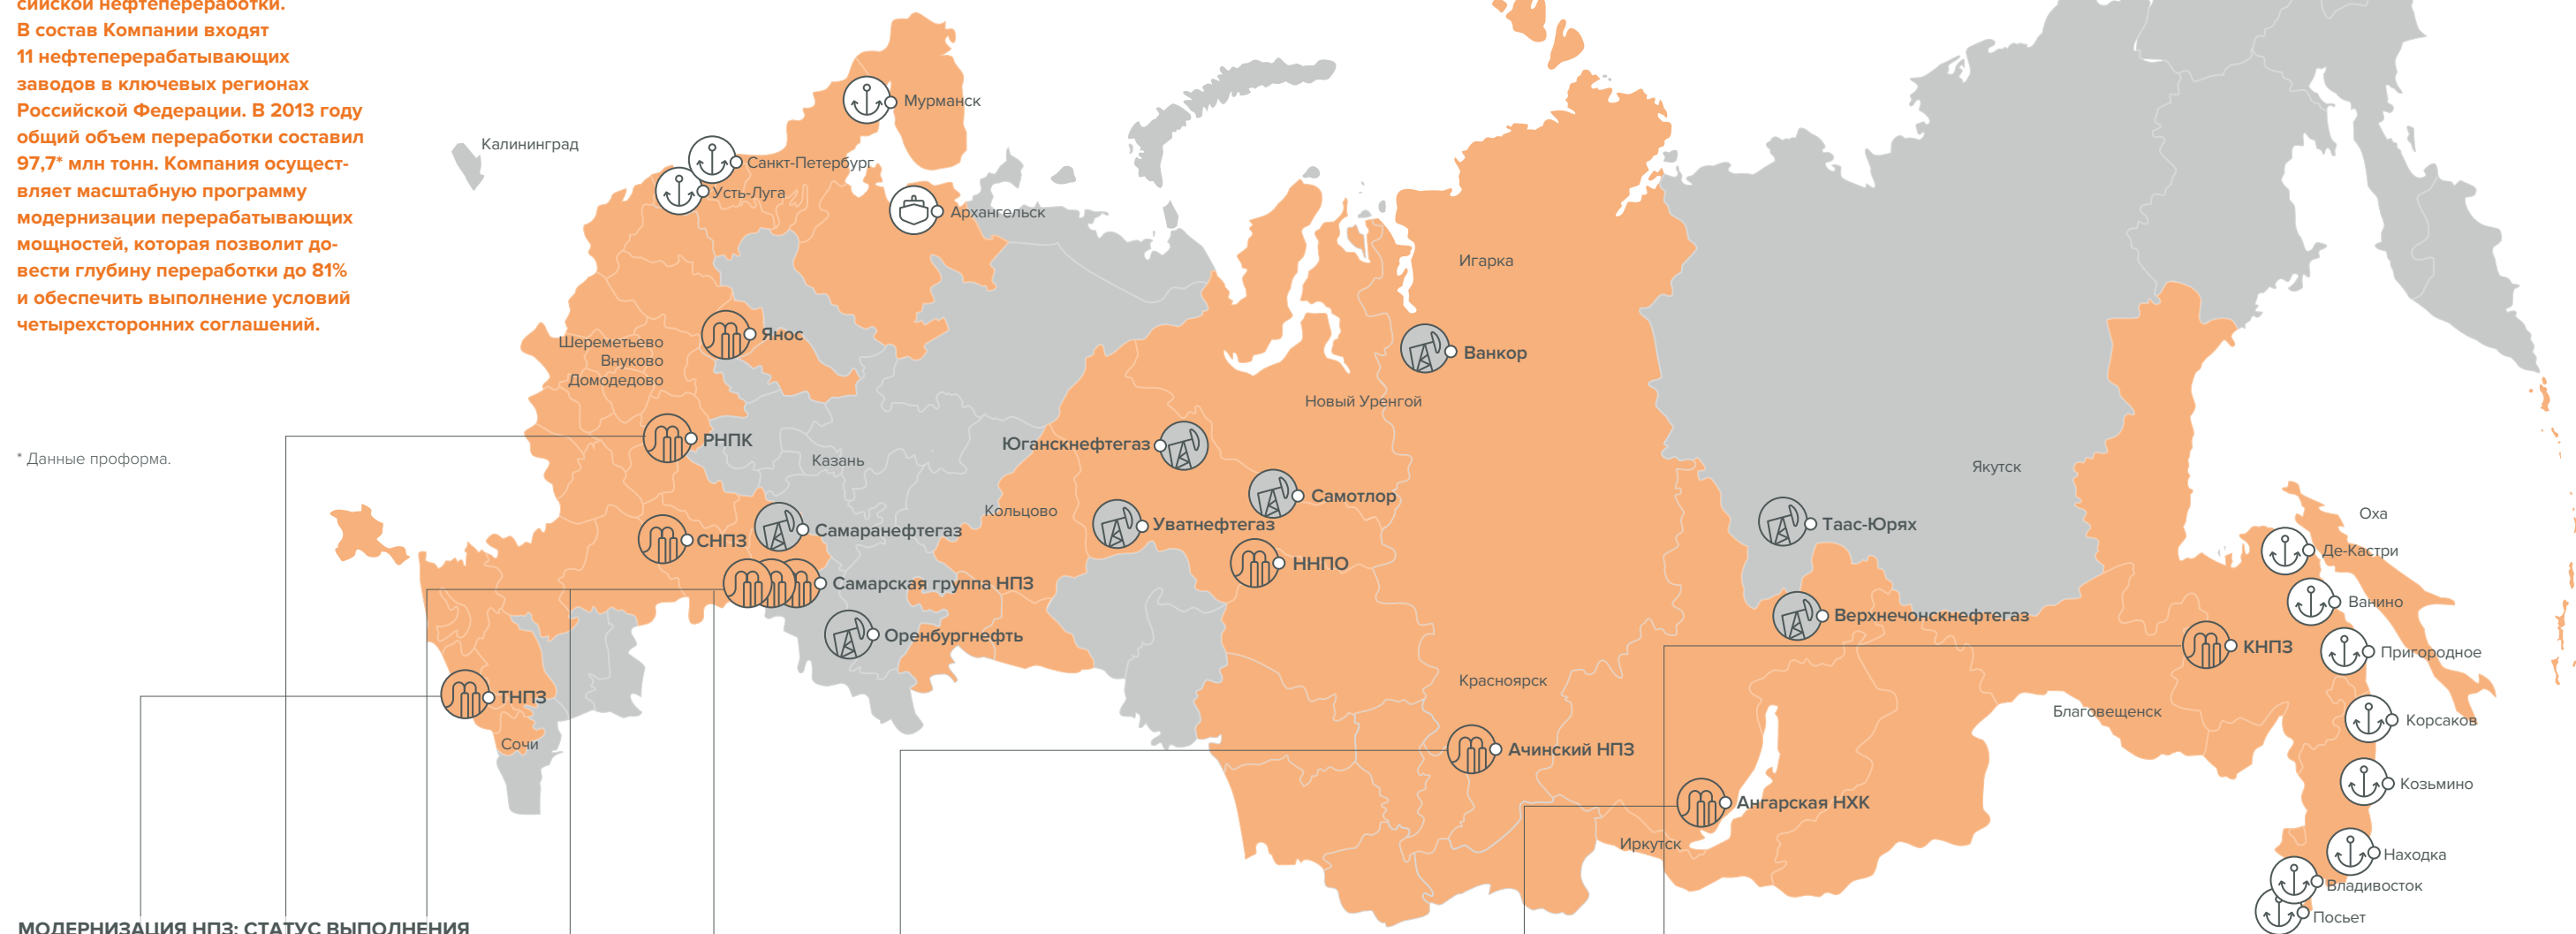 сийской нефтепереработки.
В состав Компании входят
11 нефтеперерабатывающих
заводов в ключевых регионах
Российской Федерации. В 2013 году
общий объем переработки составил
97,7* млн тонн. Компания осущест-
вляет масштабную программу
модернизации перерабатывающих
мощностей, которая позволит до-
вести глубину переработки до 81%
и обеспечить выполнение условий
четырехсторонних соглашений.
* Данные проформа.
Мурманск
Калининград
Санкт-Петербург
Усть-Луга
Архангельск
Игарка
Янос
Шереметьево
Внуково
Домодедово
Ванкор
Новый Уренгой
РНПК
Юганскнефтегаз
Казань
Якутск
Самотлор
Кольцово
Оха
Уватнефтегаз
Таас-Юрях
Самаранефтегаз
СНПЗ
Де-Кастри
ННПО
Самарская группа НПЗ
Ванино
Верхнечонскнефтегаз
Оренбургнефть
КНПЗ
Пригородное
Красноярск
ТНПЗ
Благовещенск
Корсаков
Сочи
Ачинский НПЗ
Козьмино
Ангарская НХК
Иркутск
Находка
Владивосток
Посьет
МОДЕРНИЗАЦИЯ НПЗ: СТАТУС ВЫПОЛНЕНИЯ